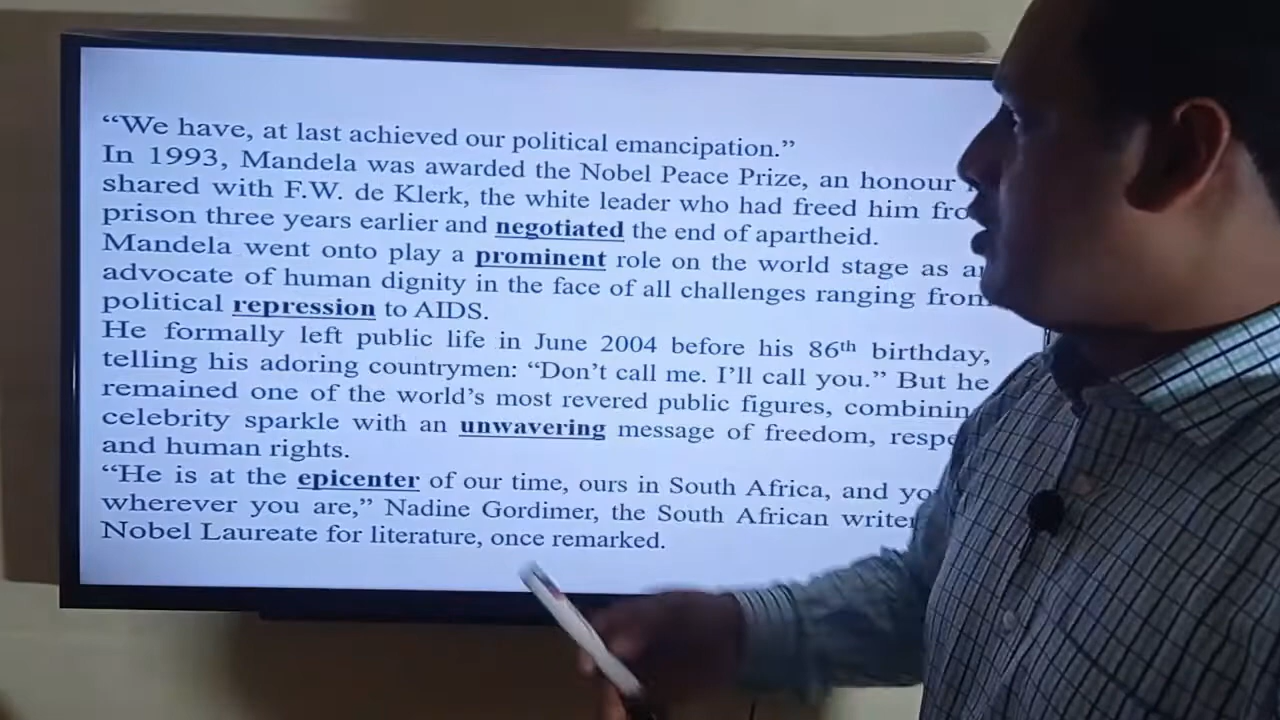 “We have, at last achieved our political emancipation.”
In 1993, Mandela was awarded the Nobel Peace Prize, an honour
shared with F.W. de Klerk, the white leader who had freed him
prison three years earlier and negotiated the end of apartheid.
Mandela went onto play a prominent role on the world stage as
advocate of human dignity in the face of all challenges ranging from
political repression to AIDS.
He formally left public life in June 2004 before his 86th birthday,
telling his adoring countrymen: “Don’t call me. I’ll call you.” But he
remained one of the world’s most revered public figures, combinin
celebrity sparkle with an unwavering message of freedom,
and human rights.
“He is at the epicenter of our time, ours in South Africa, and
wherever you are,” Nadine Gordimer, the South African writer
Nobel Laureate for literature, once remarked.